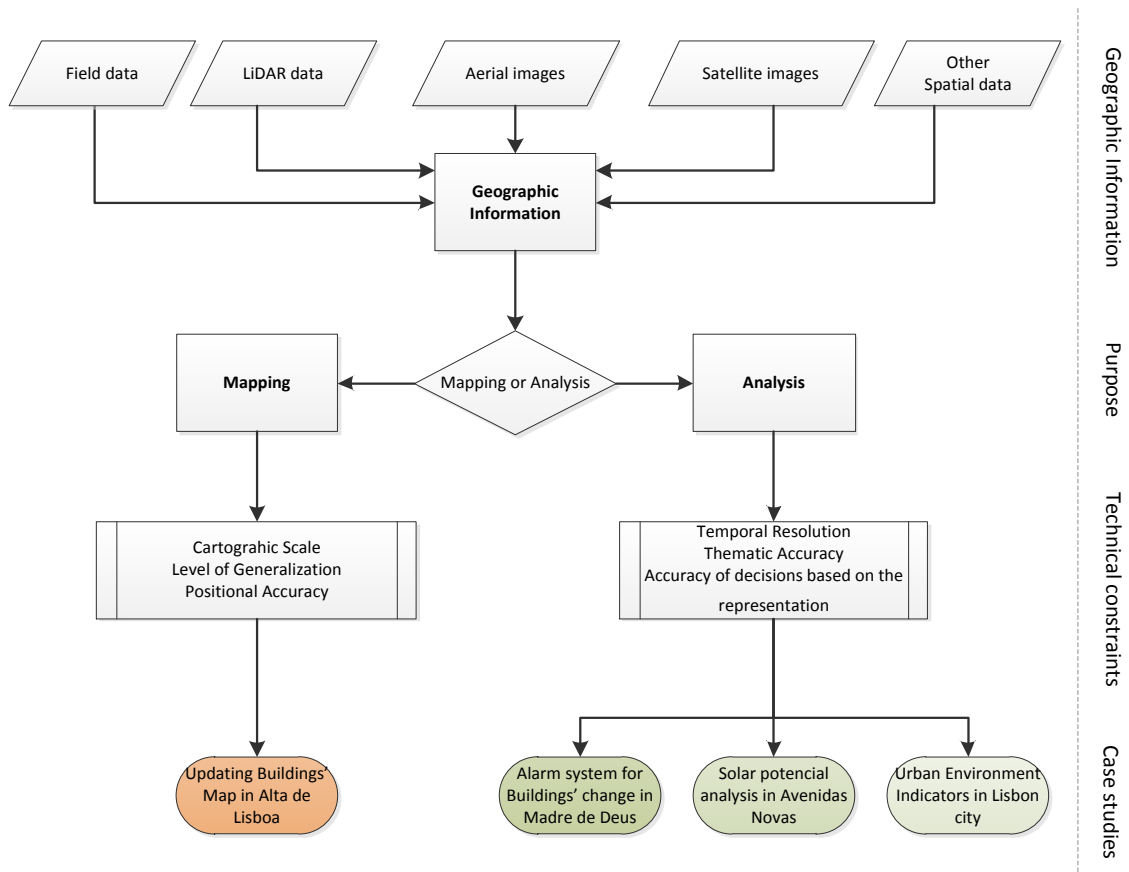 Field data
LiDAR data
Aerial images
Satellite images
Other
Spatial data
Geographic
Information
Geographic Information
Mapping
Mapping or Analysis
Analysis
Purpose
Cartograhic Scale
Level of Generalization
Positional Accuracy
Temporal Resolution
Thematic Accuracy
Accuracy of decisions based on the
representation
Technical constraints
Updating Buildings’
Map in Alta de
Lisboa
Alarm system for
Buildings’ change in
Madre de Deus
Solar potencial
analysis in Avenidas
Novas
Urban Environment
Indicators in Lisbon
city
Case studies